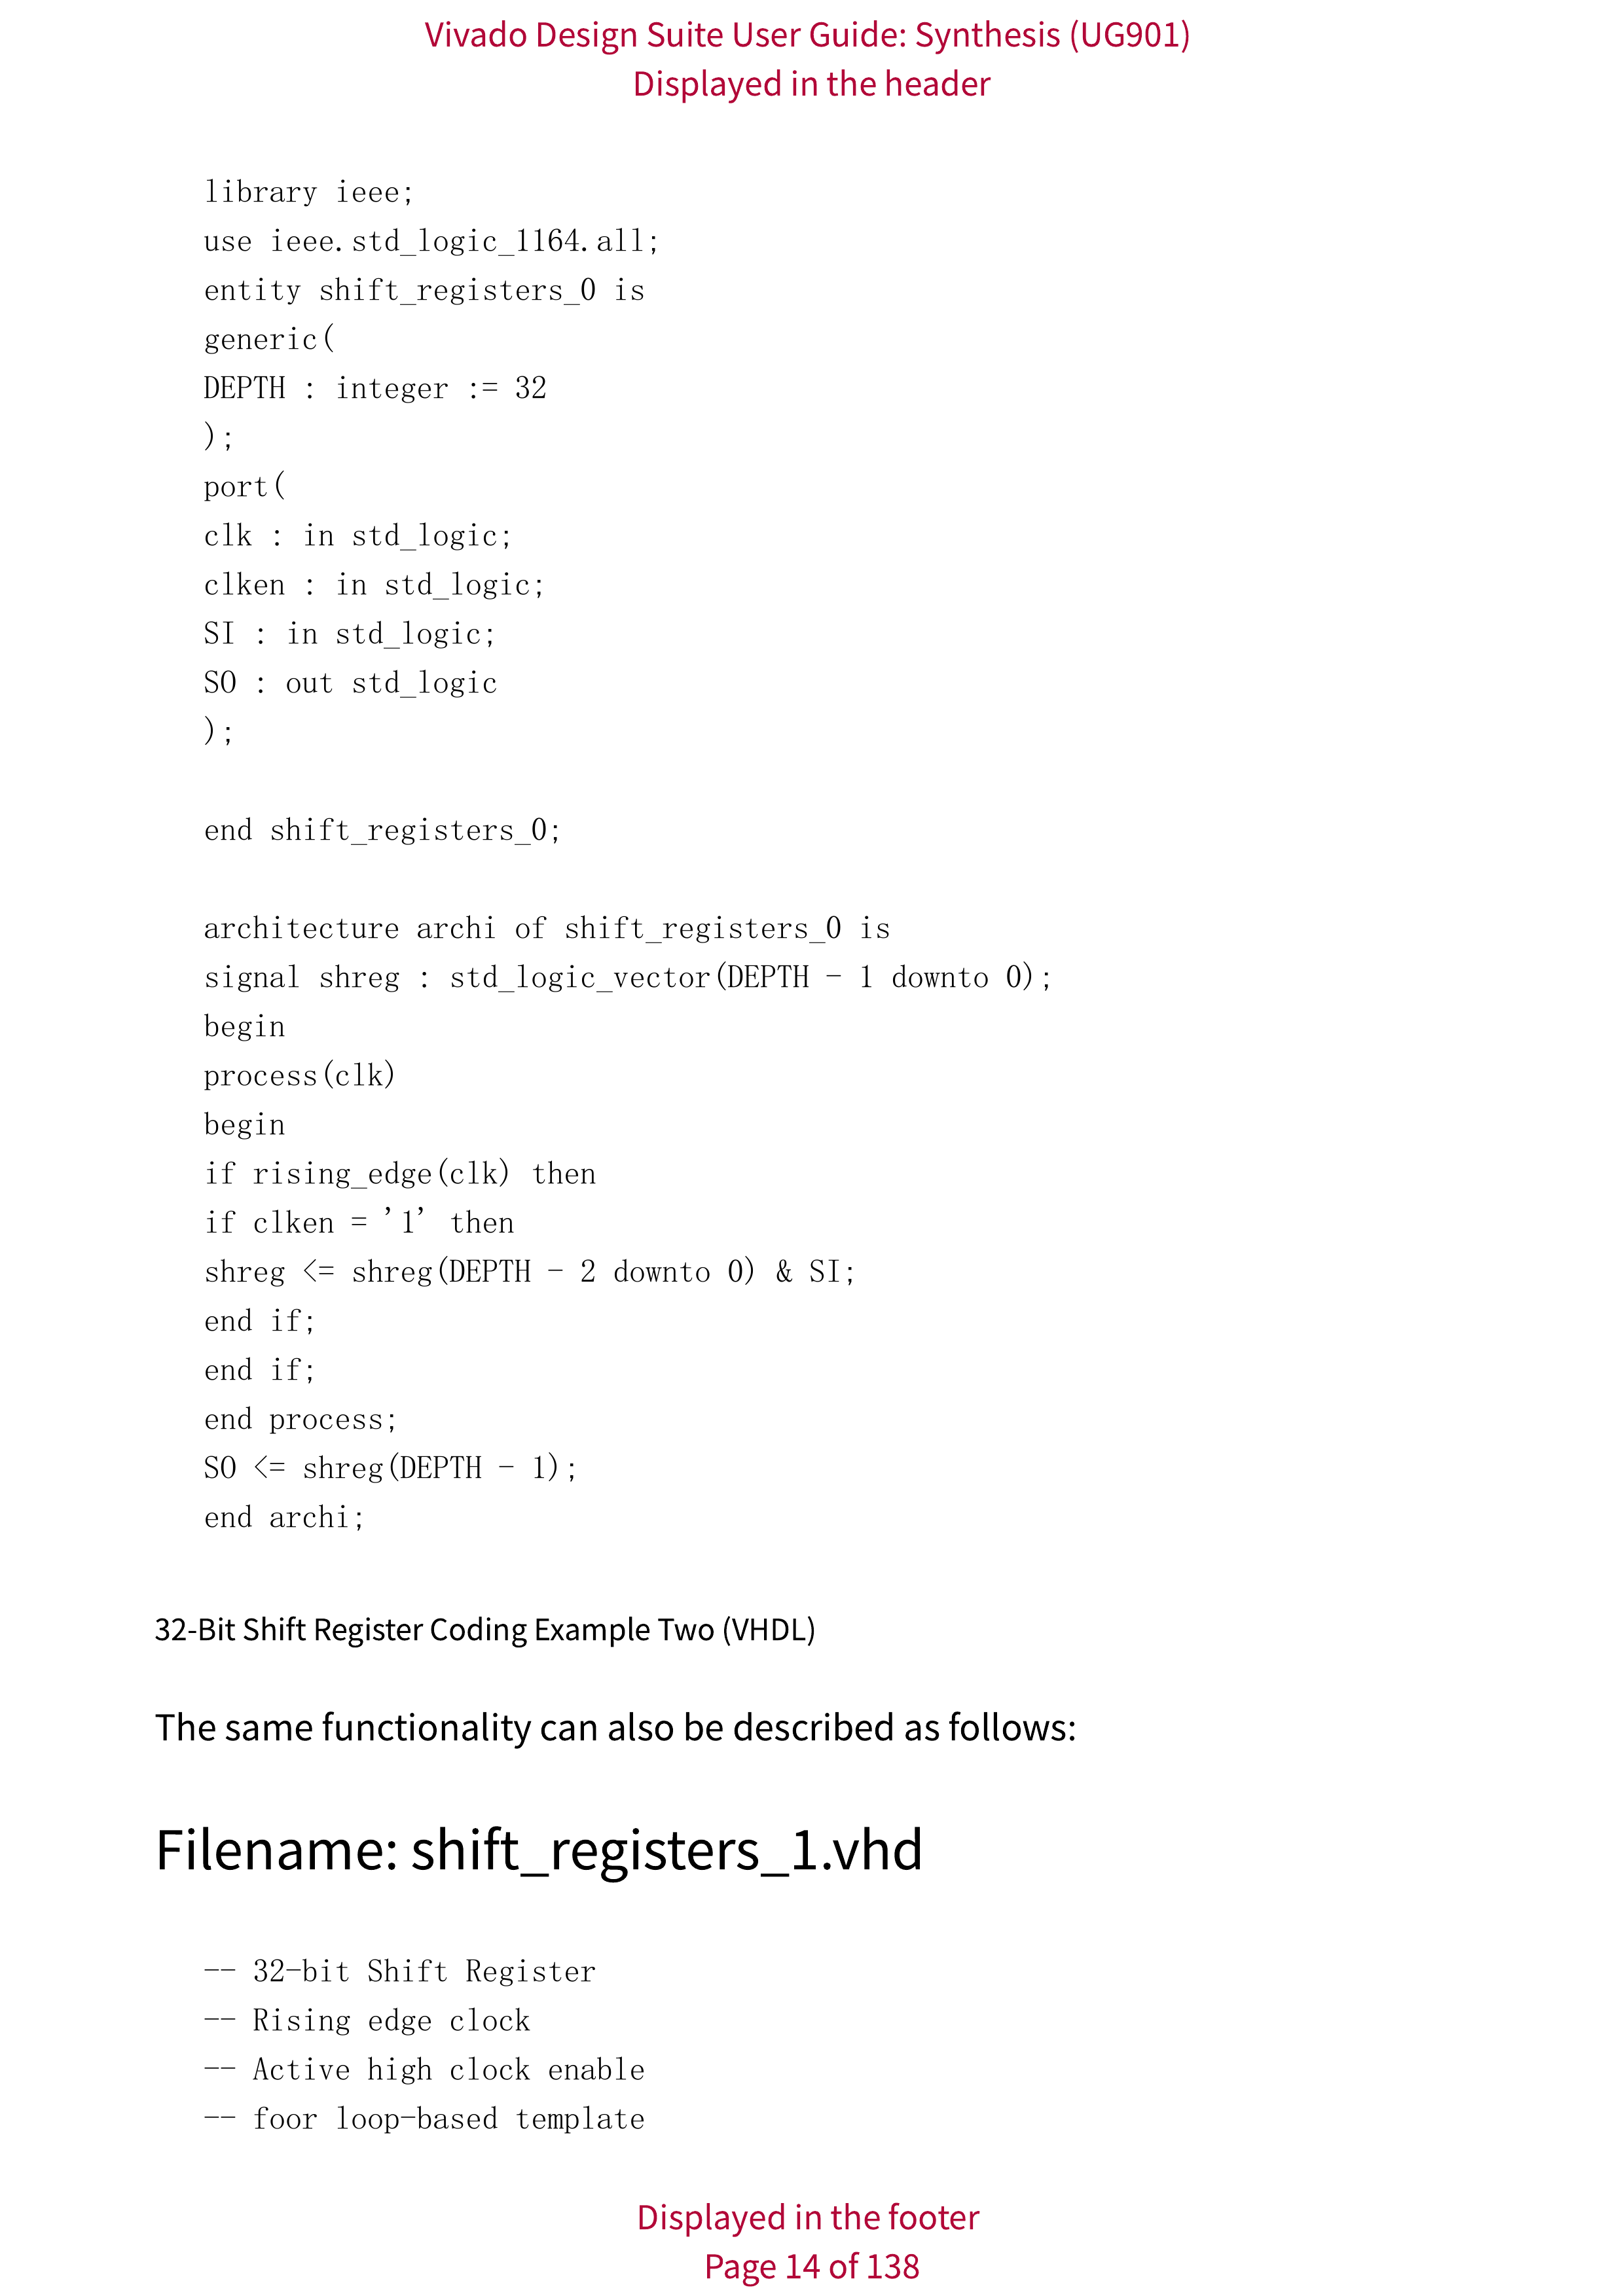 Vivado Design Suite User Guide: Synthesis (UG901)
Displayed in the header
library ieee;
use ieee.std_logic_1164.all;
entity shift_registers_0 is
generic(
DEPTH : integer := 32
);
port(
clk : in std_logic;
clken : in std_logic;
SI : in std_logic;
SO : out std_logic
);
end shift_registers_0;
architecture archi of shift_registers_0 is
signal shreg : std_logic_vector(DEPTH - 1 downto 0);
begin
process(clk)
begin
if rising_edge(clk) then
if clken = '1' then
shreg <= shreg(DEPTH - 2 downto 0) & SI;
end if;
end if;
end process;
SO <= shreg(DEPTH - 1);
end archi;
32-Bit Shift Register Coding Example Two (VHDL)
The same functionality can also be described as follows:
Filename: shift_registers_1.vhd
-- 32-bit Shift Register
-- Rising edge clock
-- Active high clock enable
-- foor loop-based template
Displayed in the footer
Page 14 of 138